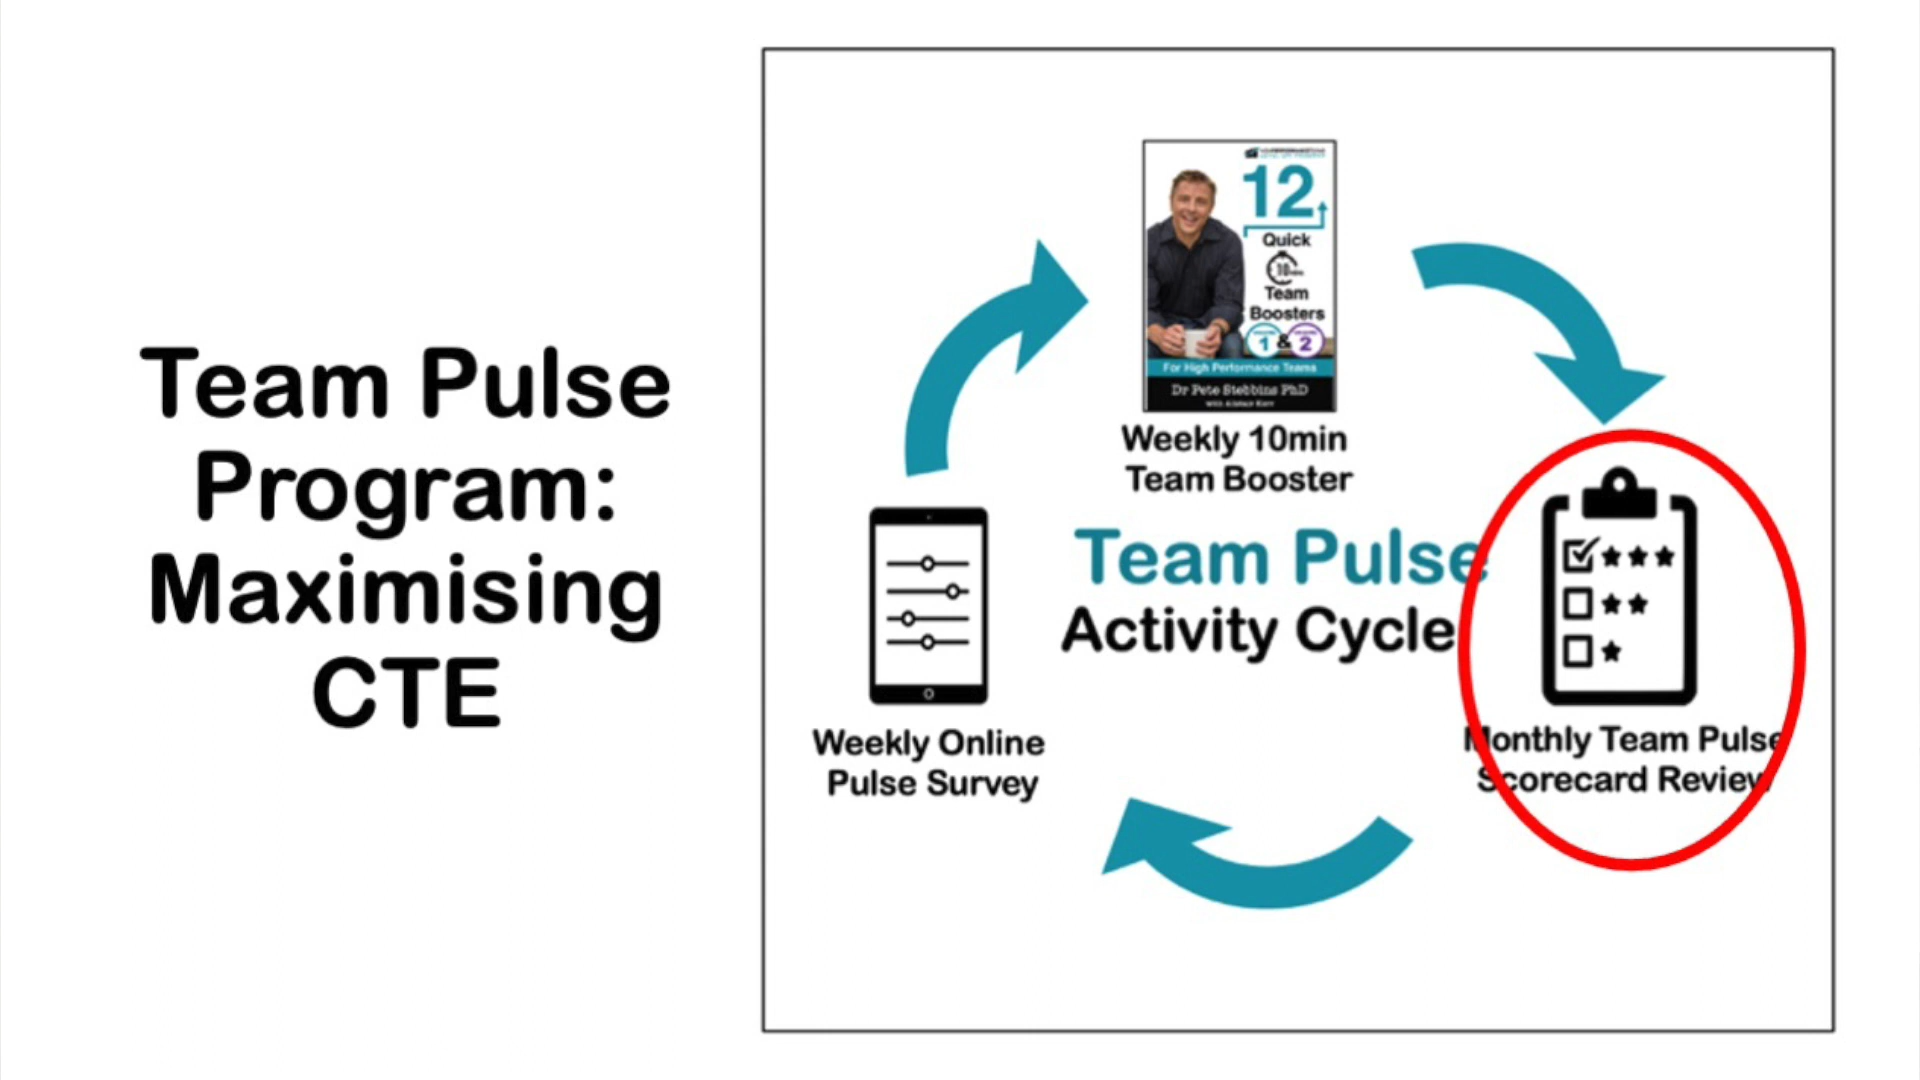 Team Pulse
Program:
Maximising
CTE
12
Quick
10
Team
Boosters
1 & 2
For High Performance Teams
Dr Pete Stebbins PhD
Weekly 10min
Team Booster
Team Pulse
Activity Cycle
Weekly Online
Pulse Survey
Monthly Team Pulse
Scorecard Review